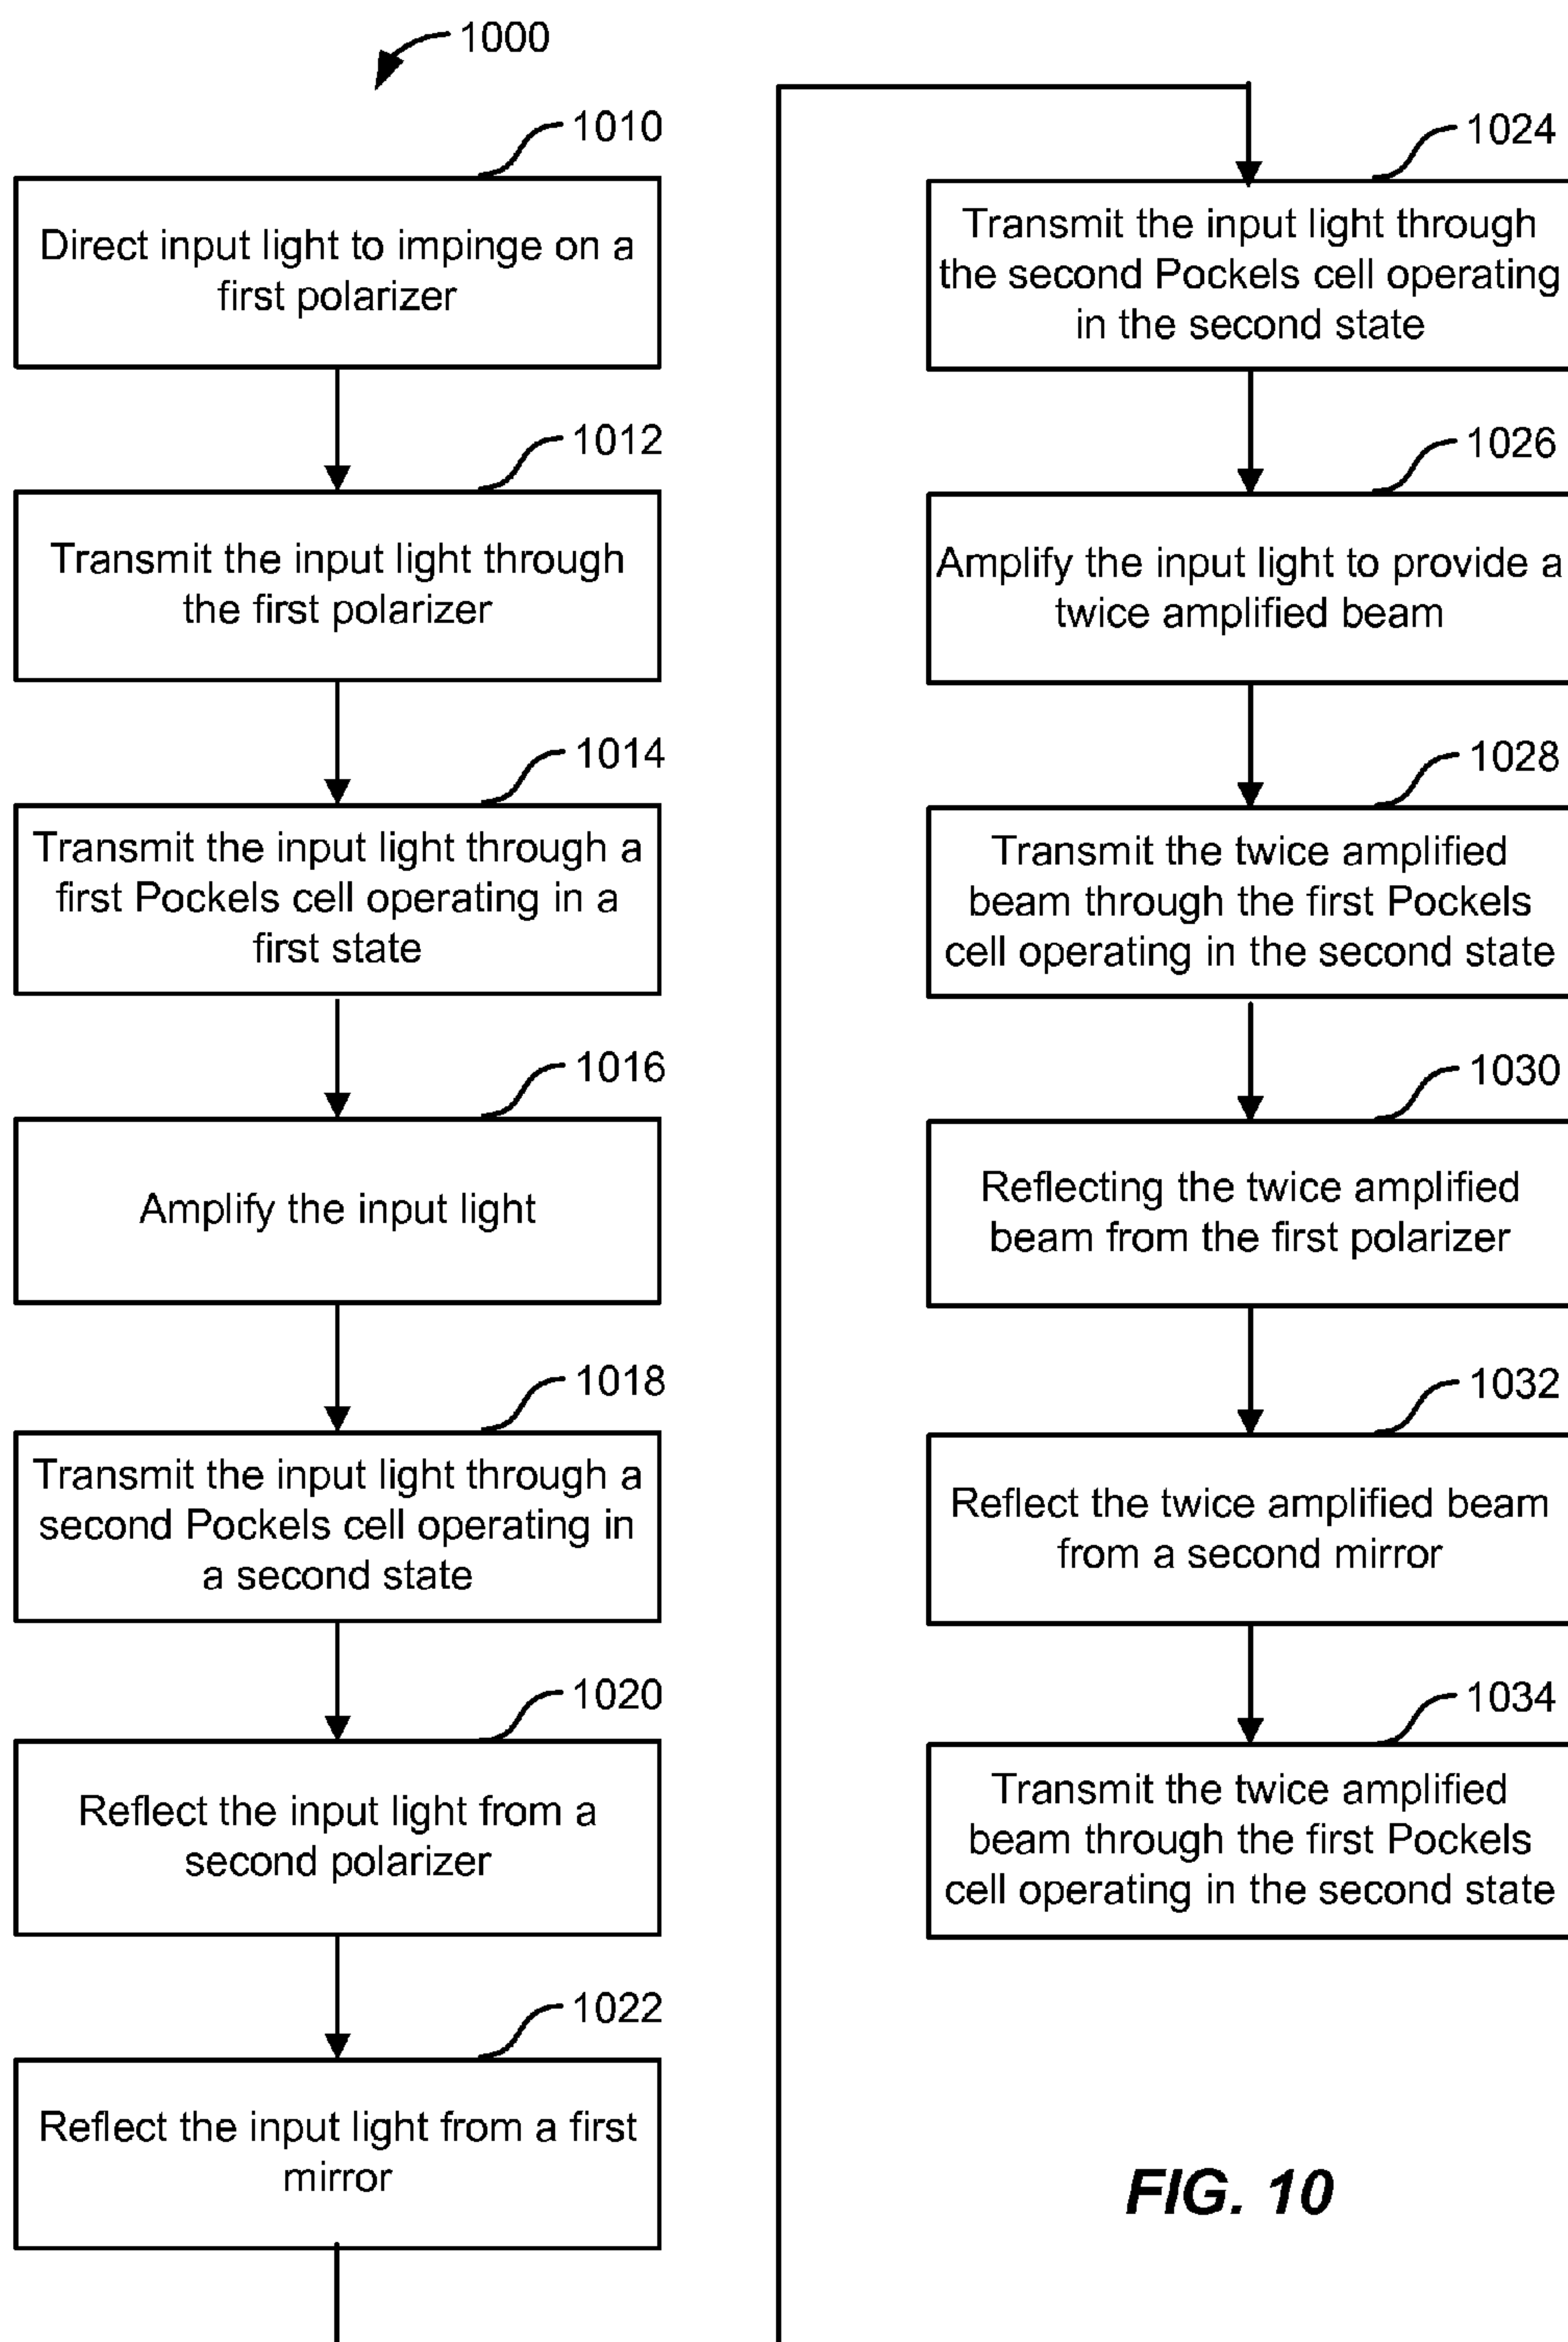 1000
1010
Direct input light to impinge on a
first polarizer
1012
Transmit the input light through
the first polarizer
1014
Transmit the input light through a
first Pockels cell operating in a
first state
1016
Amplify the input light
1018
Transmit the input light through a
second Pockels cell operating in
a second state
1020
Reflect the input light from a
second polarizer
1022
Reflect the input light from a first
mirror
1024
Transmit the input light through
the second Pockels cell operating
in the second state
1026
Amplify the input light to provide a
twice amplified beam
1028
Transmit the twice amplified
beam through the first Pockels
cell operating in the second state
1030
Reflecting the twice amplified
beam from the first polarizer
1032
Reflect the twice amplified beam
from a second mirror
1034
Transmit the twice amplified
beam through the first Pockels
cell operating in the second state
FIG. 10